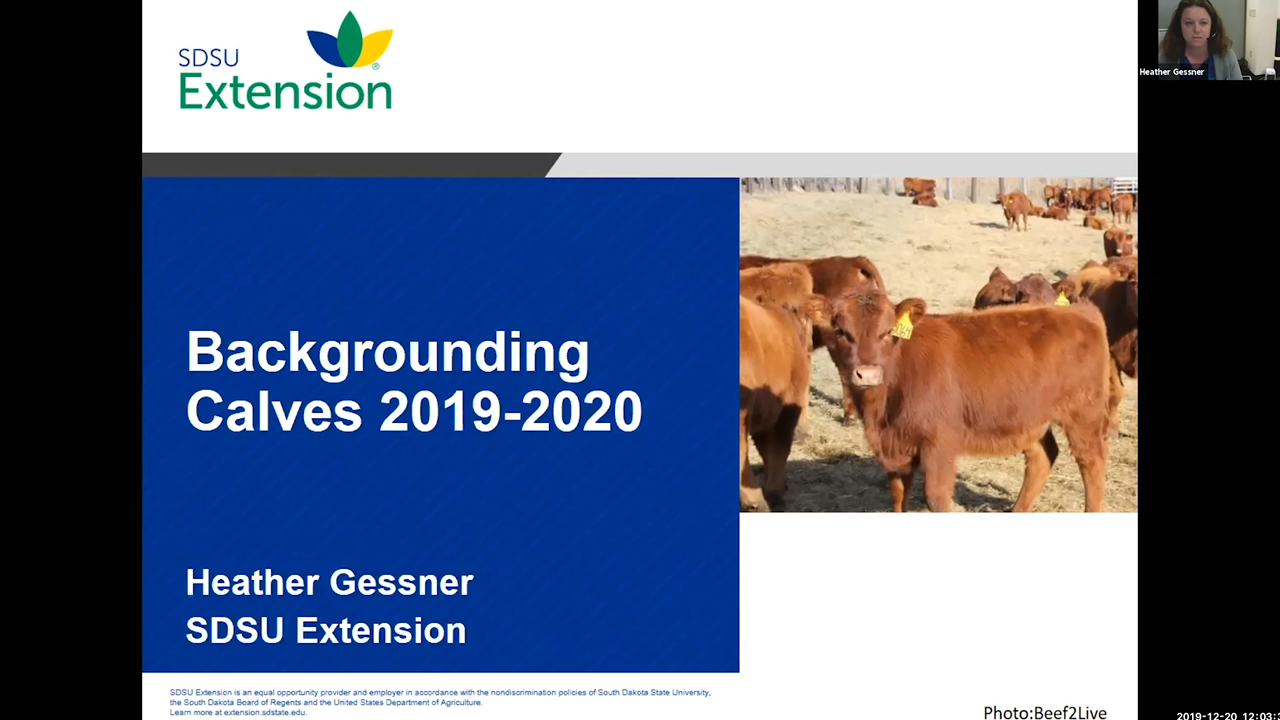 SDSU
Extension
®
Heather Gessner
Backgrounding
Calves 2019-2020
Heather Gessner
SDSU Extension
SDSU Extension is an equal opportunity provider and employer in accordance with the nondiscrimination policies of South Dakota State University,
the South Dakota Board of Regents and the United States Department of Agriculture.
Learn more at extension.sdstate.edu.
Photo:Beef2Live
2019-12-20